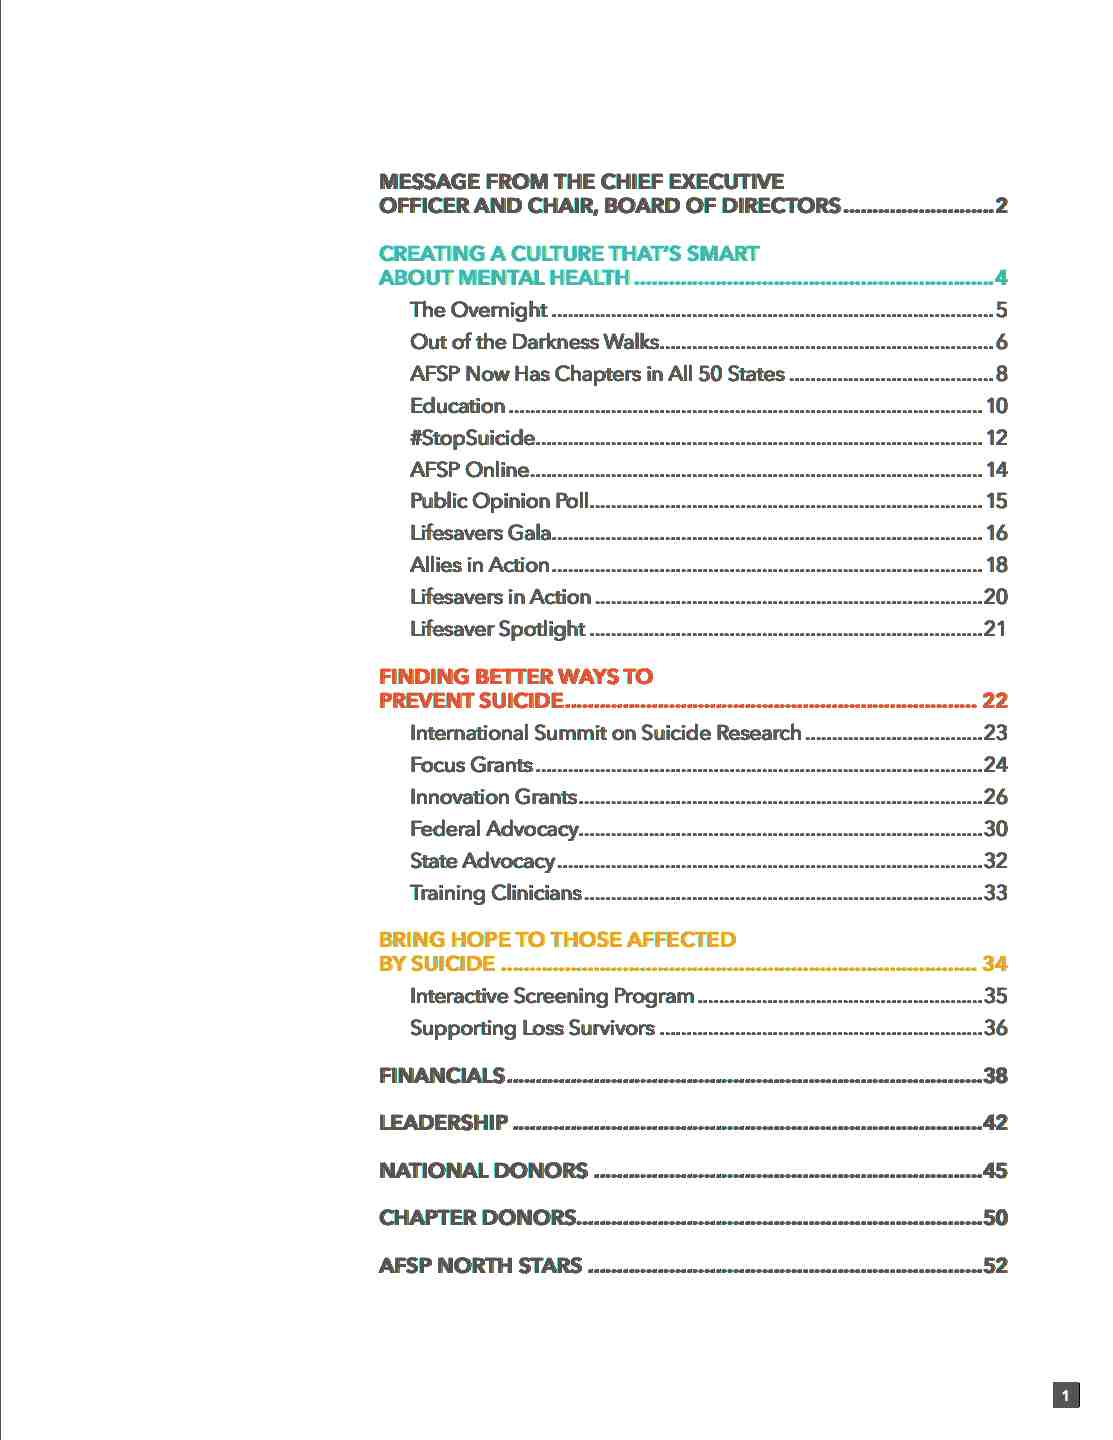 MESSAGE FROM THE CHIEF EXECUTIVE
OFFICER AND CHAIR, BOARD OF DIRECTORS..........................2
CREATING A CULTURE THAT'S SMART
ABOUT MENTAL HEALTH..............................................................4
The Overnight..................................................................................5
Out of the Darkness Walks..............................................................6
AFSP Now Has Chapters in All 50 States......................................8
Education........................................................................................10
#StopSuicide...................................................................................12
AFSP Online....................................................................................14
Public Opinion Poll.........................................................................15
Lifesavers Gala................................................................................16
Allies in Action................................................................................18
Lifesavers in Action........................................................................20
Lifesaver Spotlight.........................................................................21
FINDING BETTER WAYS TO
PREVENT SUICIDE.......................................................................22
International Summit on Suicide Research.................................23
Focus Grants...................................................................................24
Innovation Grants...........................................................................26
Federal Advocacy...........................................................................30
State Advocacy...............................................................................32
Training Clinicians..........................................................................33
BRING HOPE TO THOSE AFFECTED
BY SUICIDE..................................................................................34
Interactive Screening Program.....................................................35
Supporting Loss Survivors............................................................36
FINANCIALS..................................................................................38
LEADERSHIP.................................................................................42
NATIONAL DONORS...................................................................45
CHAPTER DONORS......................................................................50
AFSP NORTH STARS....................................................................52
1